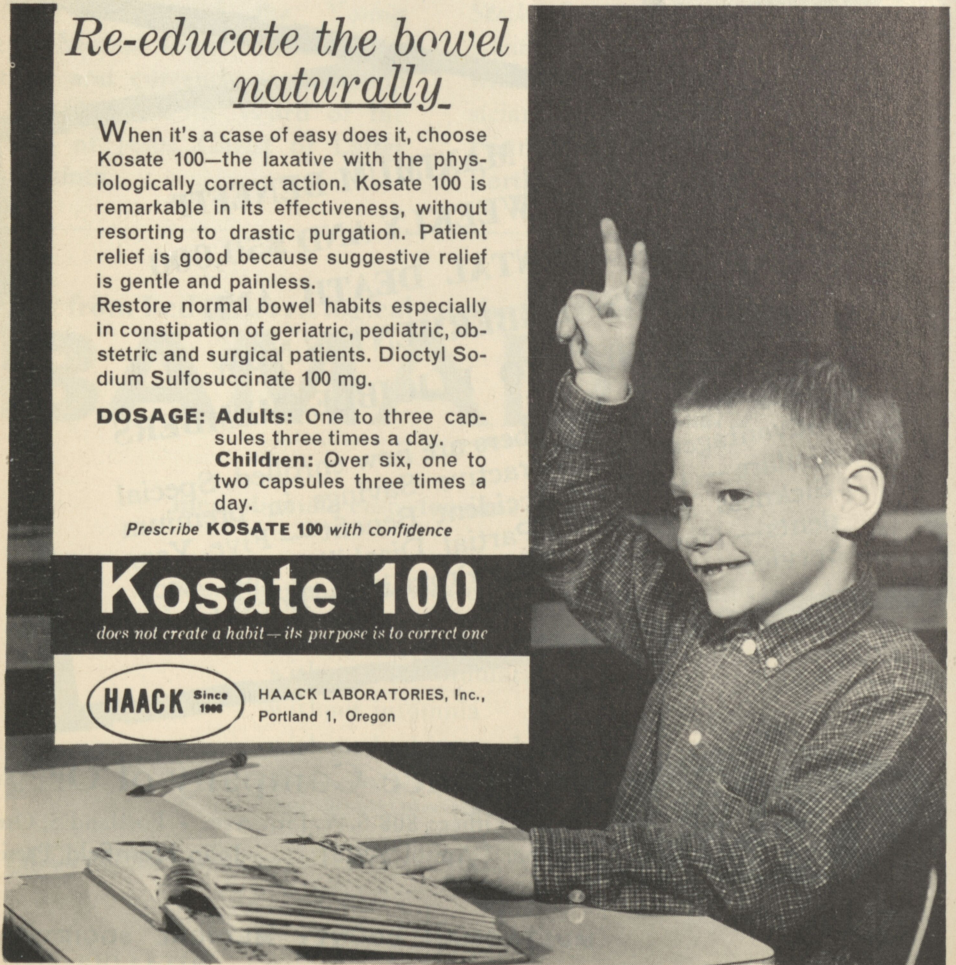 Re-educate the bowel
naturally
When it's a case of easy does it, choose
Kosate 100—the laxative with the phys-
iologically correct action. Kosate 100 is
remarkable in its effectiveness, without
resorting to drastic purgation. Patient
relief is good because suggestive relief
is gentle and painless.
Restore normal bowel habits especially
in constipation of geriatric, pediatric, ob-
stetric and surgical patients. Dioctyl So-
dium Sulfosuccinate 100 mg.
DOSAGE: Adults: One to three cap-
sules three times a day.
Children: Over six, one to
two capsules three times a
day.
Prescribe KOSATE 100 with confidence
Kosate 100
does not create a habit—its purpose is to correct one
HAACK Since
HAACK LABORATORIES, Inc.,
Portland 1, Oregon